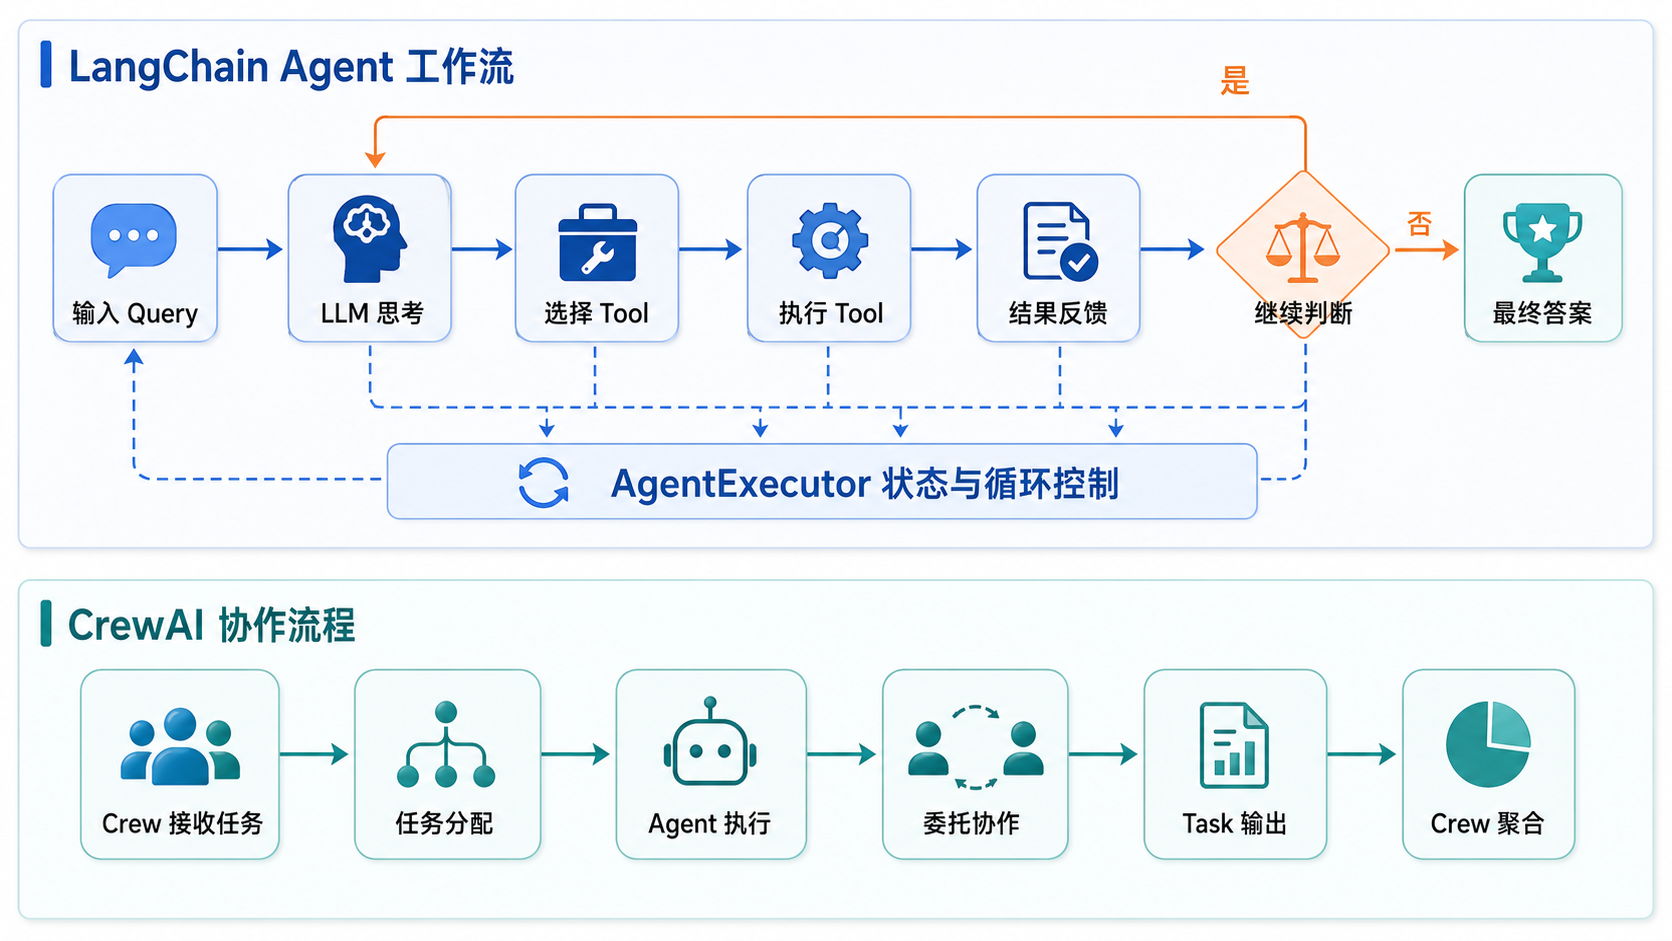 LangChain Agent 工作流
是
输入 Query
LLM 思考
选择 Tool
执行 Tool
结果反馈
继续判断
否
最终答案
AgentExecutor 状态与循环控制
CrewAI 协作流程
Crew 接收任务
任务分配
Agent 执行
委托协作
Task 输出
Crew 聚合